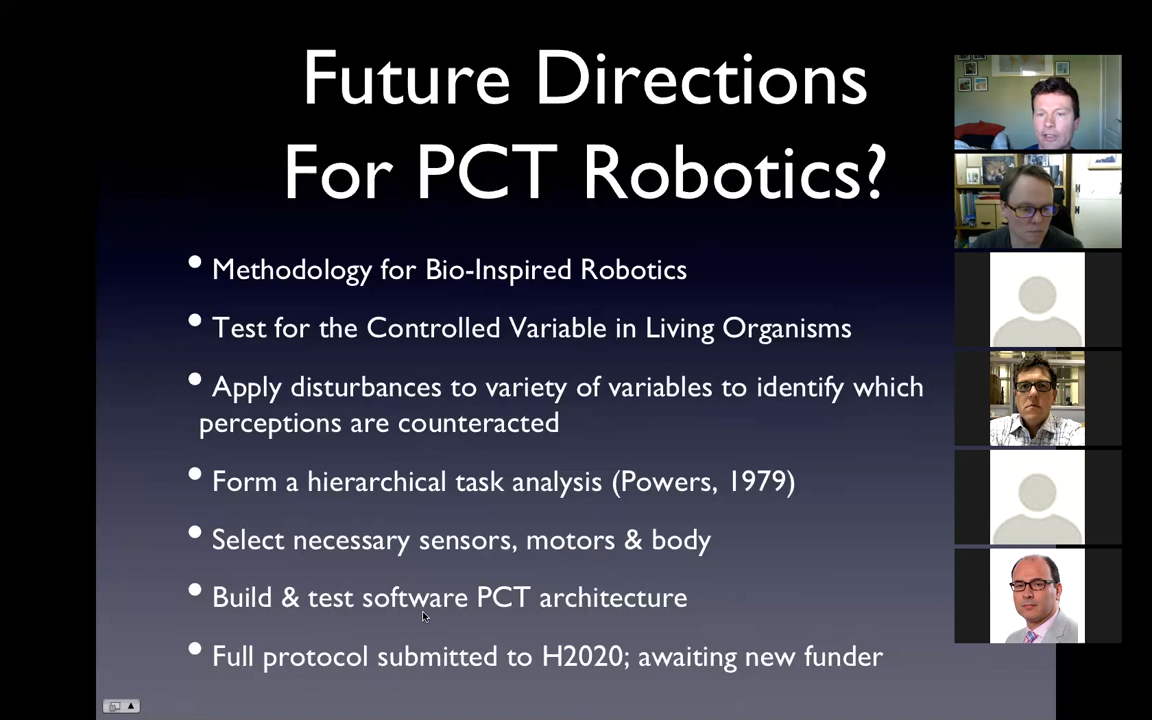 Future Directions
For PCT Robotics?
• Methodology for Bio-Inspired Robotics
• Test for the Controlled Variable in Living Organisms
• Apply disturbances to variety of variables to identify which
perceptions are counteracted
• Form a hierarchical task analysis (Powers, 1979)
• Select necessary sensors, motors & body
• Build & test software PCT architecture
• Full protocol submitted to H2020; awaiting new funder